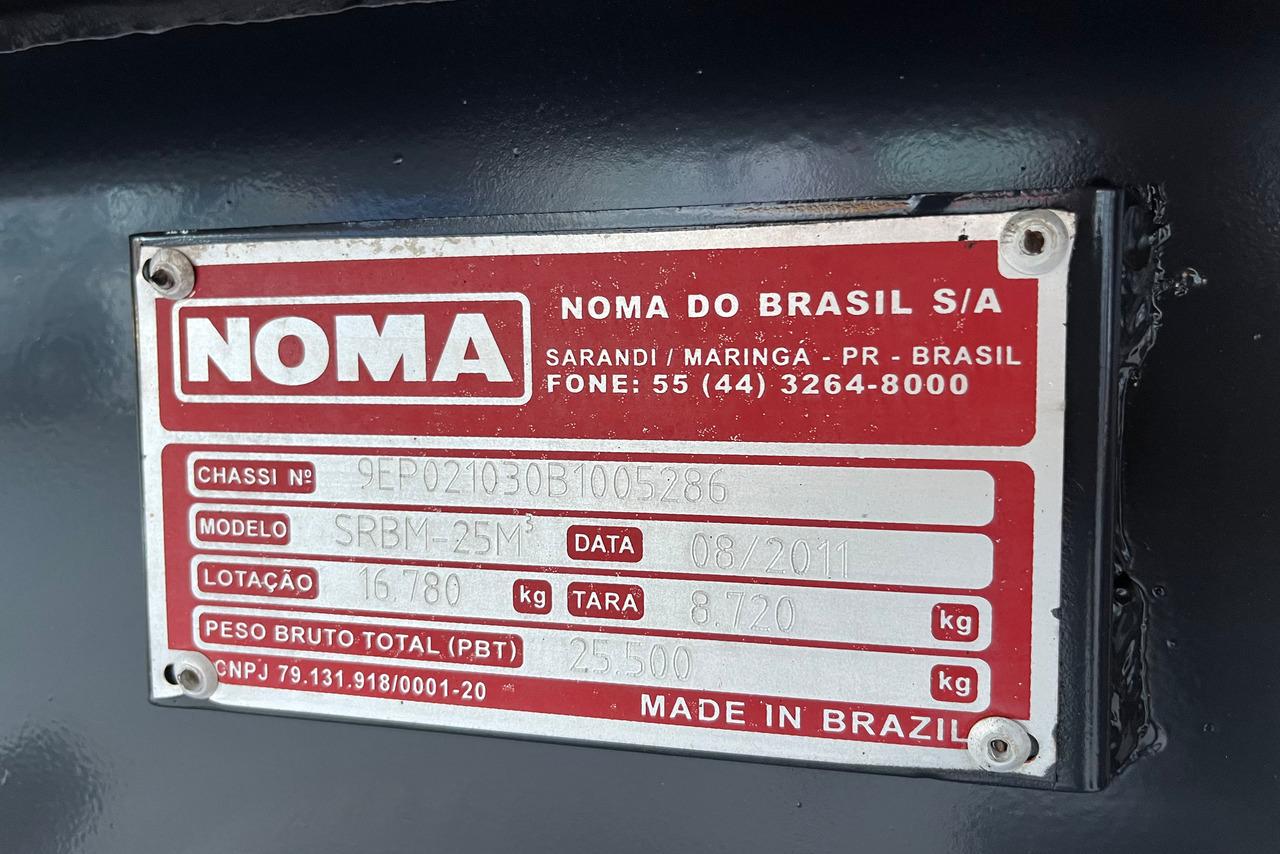 NOMA
NOMA DO BRASIL S/A
SARANDI / MARINGA - PR - BRASIL
FONE: 55 (44) 3264-8000
CHASSI Nº 9EP021030B1005286
MODELO SRBM-25M³ DATA 08/2011
LOTAÇÃO 16.780 kg TARA 8.720 kg
PESO BRUTO TOTAL (PBT) 25.500 kg
CNPJ 79.131.918/0001-20
MADE IN BRAZIL